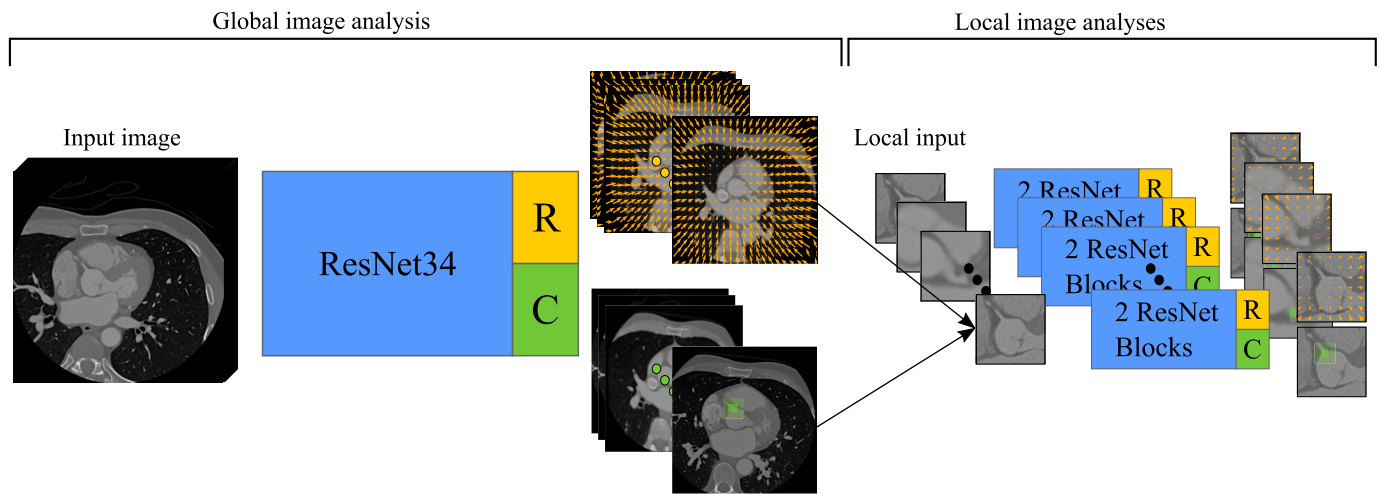 Global image analysis
Local image analyses
Input image
ResNet34
R
C
Local input
2 ResNet
R
2 ResNet
R
2 ResNet
Blocks
R
C
2 ResNet
Blocks
R
C